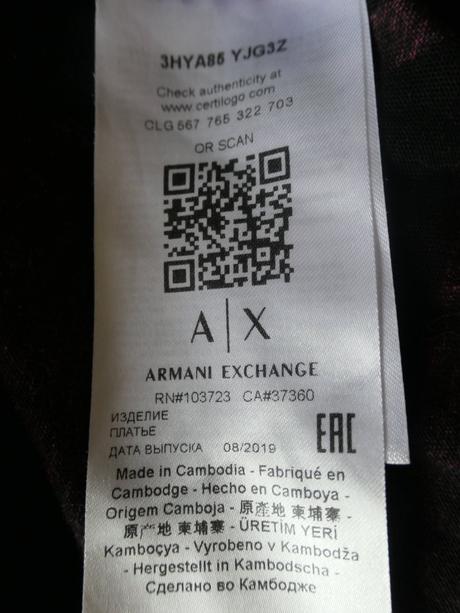 3HYA85 YJG3Z
Check authenticity at
www.certilogo.com
CLG 567 765 322 703
OR SCAN
A|X
ARMANI EXCHANGE
RN#103723 CA#37360
ИЗДЕЛИЕ
ПЛАТЬЕ
ДАТА ВЫПУСКА 08/2019
EAC
Made in Cambodia - Fabriqué en
Cambodge - Hecho en Camboya -
Origem Camboja - 原產地 柬埔寨 -
原产地 柬埔寨 - ÜRETİM YERİ
Kamboçya - Vyrobeno v Kambodža
- Hergestellt in Kambodscha -
Сделано во Камбодже